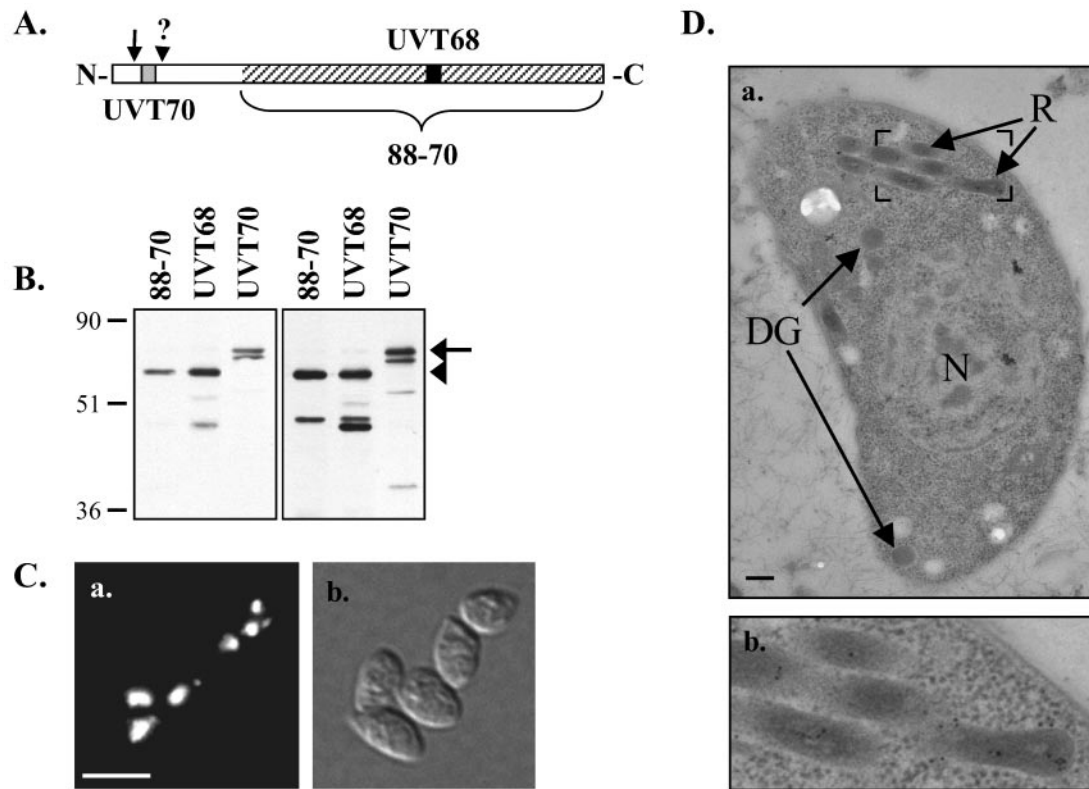 A.
?
UVT68
N-
-C
UVT70
88-70
B.
88-70 UVT68 UVT70 88-70 UVT68 UVT70
90
51
36
C.
a.
b.
D.
a.
R
DG
N
b.